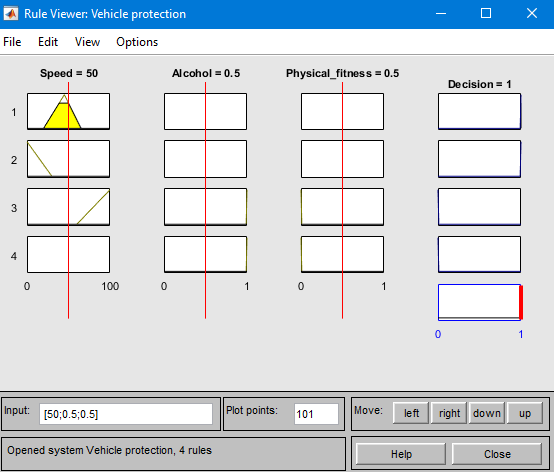 Rule Viewer: Vehicle protection
File Edit View Options
Speed = 50 Alcohol = 0.5 Physical_fitness = 0.5 Decision = 1
1
2
3
4
0 100 0 1 0 1
0 1
Input: [50;0.5;0.5] Plot points: 101 Move: left right down up
Opened system Vehicle protection, 4 rules Help Close